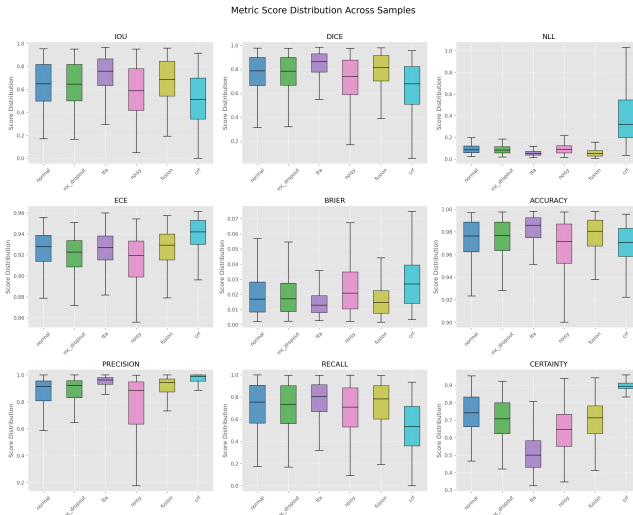 Metric Score Distribution Across Samples
IOU
DICE
NLL
Score Distribution
1.0
0.8
0.6
0.4
0.2
0.0
normal
mc_dropout
tta
noisy
fusion
crf
Score Distribution
1.0
0.8
0.6
0.4
0.2
normal
mc_dropout
tta
noisy
fusion
crf
Score Distribution
1.0
0.8
0.6
0.4
0.2
0.0
normal
mc_dropout
tta
noisy
fusion
crf
ECE
BRIER
ACCURACY
Score Distribution
0.96
0.94
0.92
0.90
0.88
0.86
normal
mc_dropout
tta
noisy
fusion
crf
Score Distribution
0.07
0.06
0.05
0.04
0.03
0.02
0.01
0.00
normal
mc_dropout
tta
noisy
fusion
crf
Score Distribution
1.00
0.98
0.96
0.94
0.92
0.90
normal
mc_dropout
tta
noisy
fusion
crf
PRECISION
RECALL
CERTAINTY
Score Distribution
1.0
0.8
0.6
0.4
0.2
normal
mc_dropout
tta
noisy
fusion
crf
Score Distribution
1.0
0.8
0.6
0.4
0.2
0.0
normal
mc_dropout
tta
noisy
fusion
crf
Score Distribution
0.9
0.8
0.7
0.6
0.5
0.4
0.3
normal
mc_dropout
tta
noisy
fusion
crf